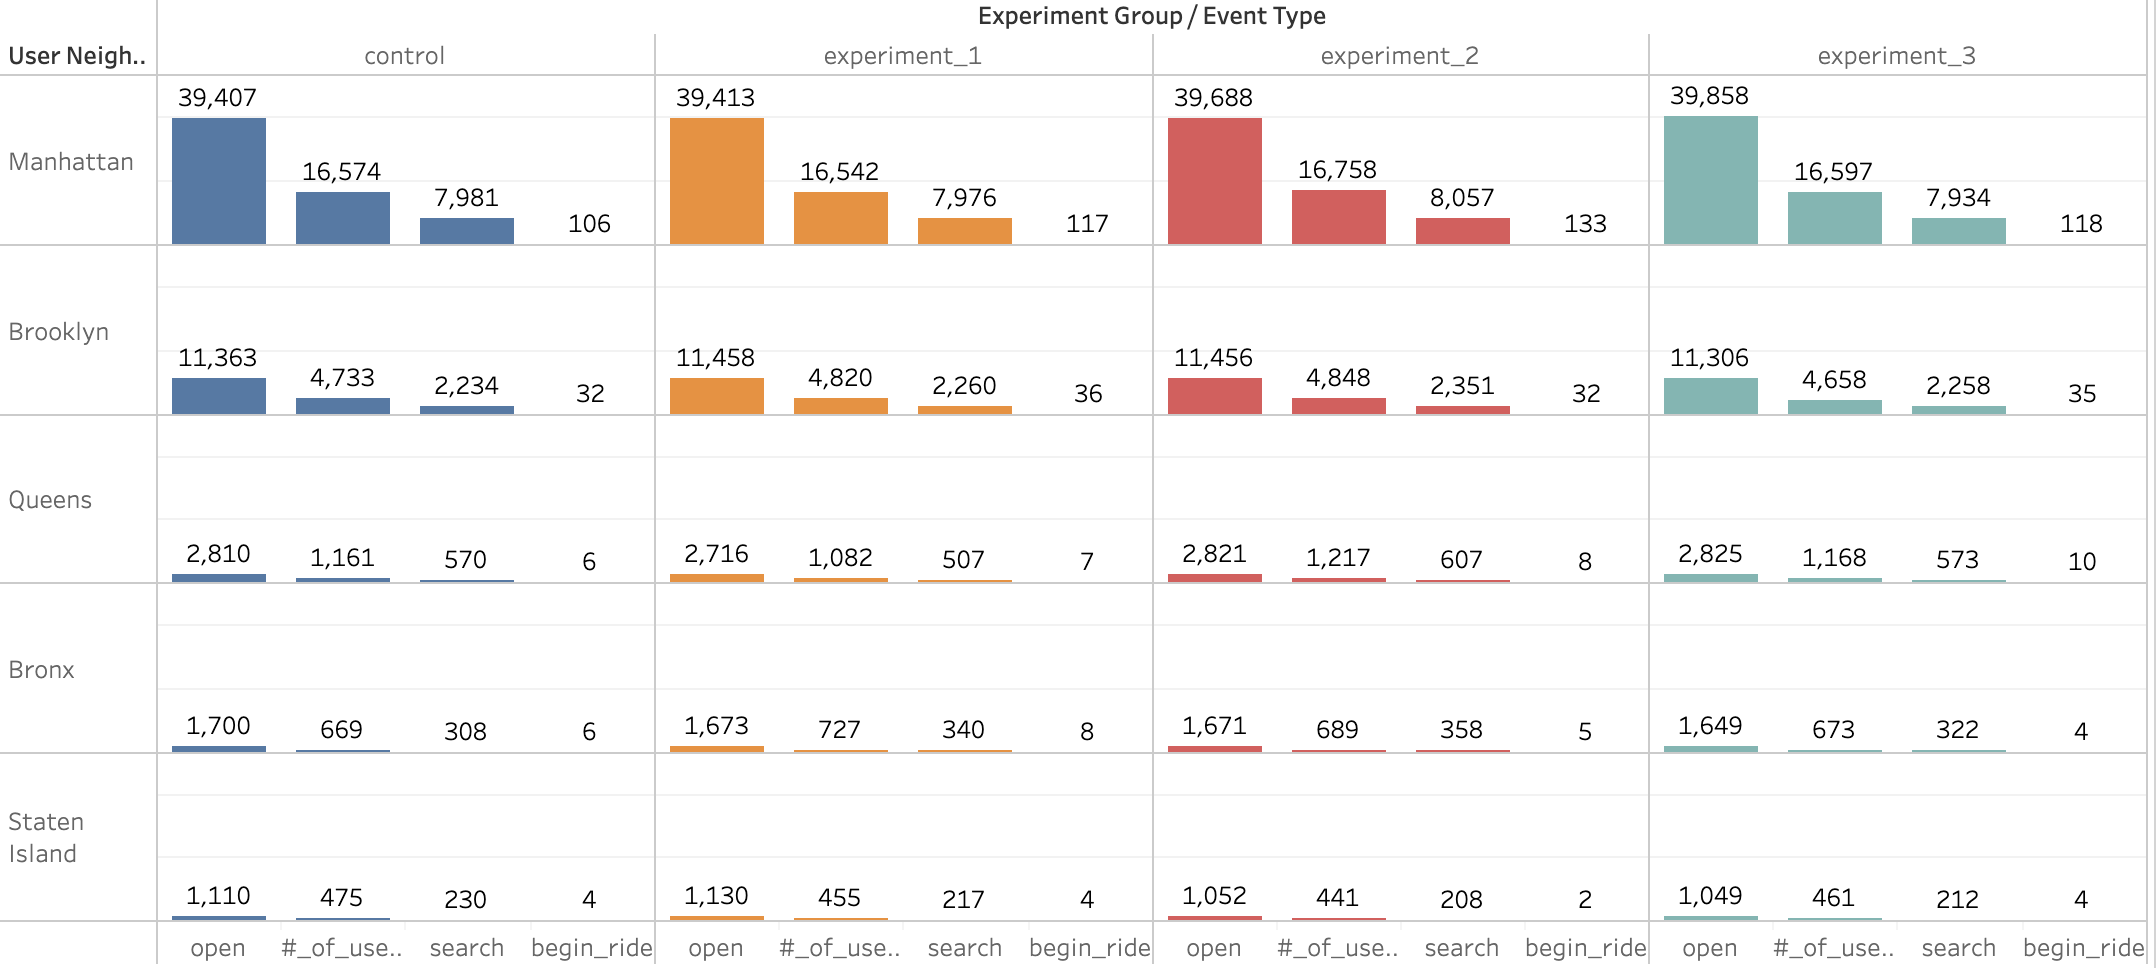 Experiment Group / Event Type
User Neigh.. control experiment_1 experiment_2 experiment_3
Manhattan 39,407 16,574 7,981 106 39,413 16,542 7,976 117 39,688 16,758 8,057 133 39,858 16,597 7,934 118
Brooklyn 11,363 4,733 2,234 32 11,458 4,820 2,260 36 11,456 4,848 2,351 32 11,306 4,658 2,258 35
Queens 2,810 1,161 570 6 2,716 1,082 507 7 2,821 1,217 607 8 2,825 1,168 573 10
Bronx 1,700 669 308 6 1,673 727 340 8 1,671 689 358 5 1,649 673 322 4
Staten
Island 1,110 475 230 4 1,130 455 217 4 1,052 441 208 2 1,049 461 212 4
open #_of_use.. search begin_ride open #_of_use.. search begin_ride open #_of_use.. search begin_ride open #_of_use.. search begin_ride